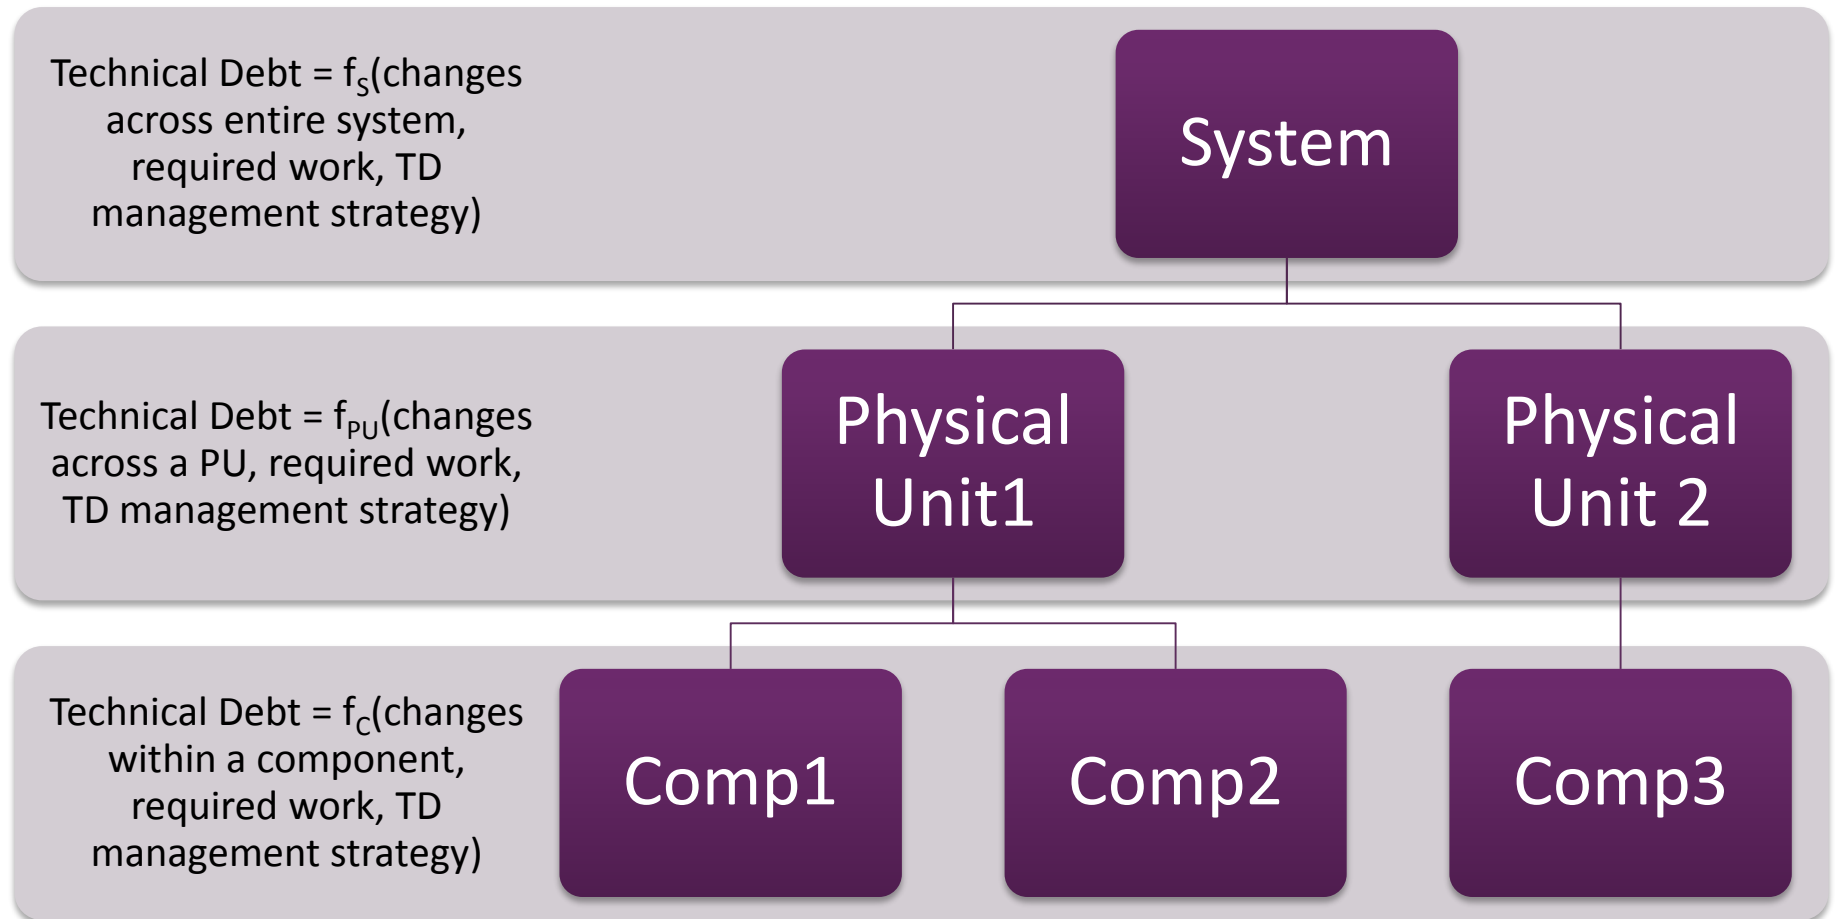 Technical Debt = fS(changes
across entire system,
required work, TD
management strategy)
System
Technical Debt = fPU(changes
across a PU, required work,
TD management strategy)
Physical
Unit1
Physical
Unit 2
Technical Debt = fC(changes
within a component,
required work, TD
management strategy)
Comp1
Comp2
Comp3